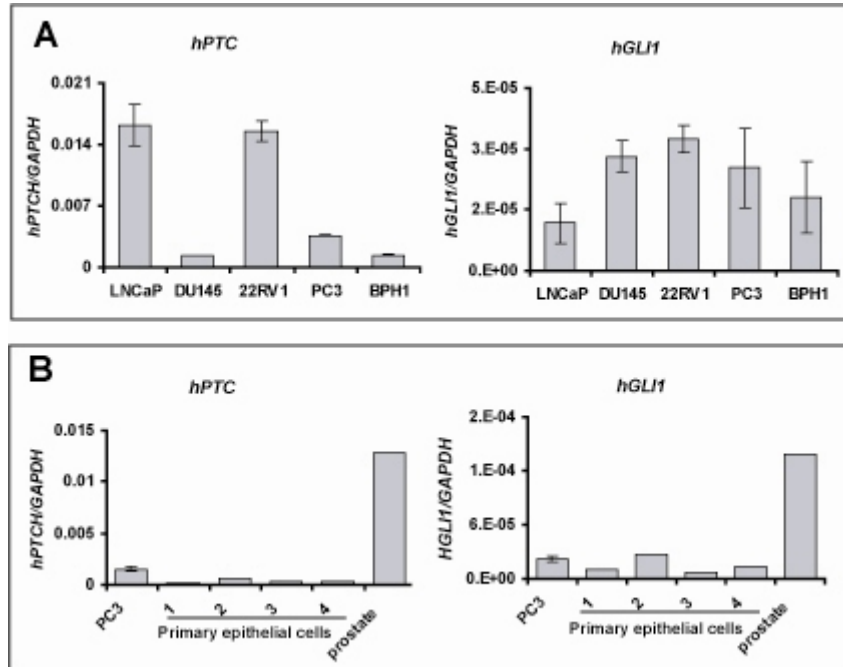 A
hPTC
hPTCH/GAPDH
0.021
0.014
0.007
0
LNCaP DU145 22RV1 PC3 BPH1
hGLI1
hGLI1/GAPDH
5.E-05
3.E-05
2.E-05
0.E+00
LNCaP DU145 22RV1 PC3 BPH1
B
hPTC
hPTCH/GAPDH
0.015
0.01
0.005
0
PC3 1 2 3 4 prostate
Primary epithelial cells
hGLI1
HGLI1/GAPDH
2.E-04
1.E-04
6.E-05
0.E+00
PC3 1 2 3 4 prostate
Primary epithelial cells